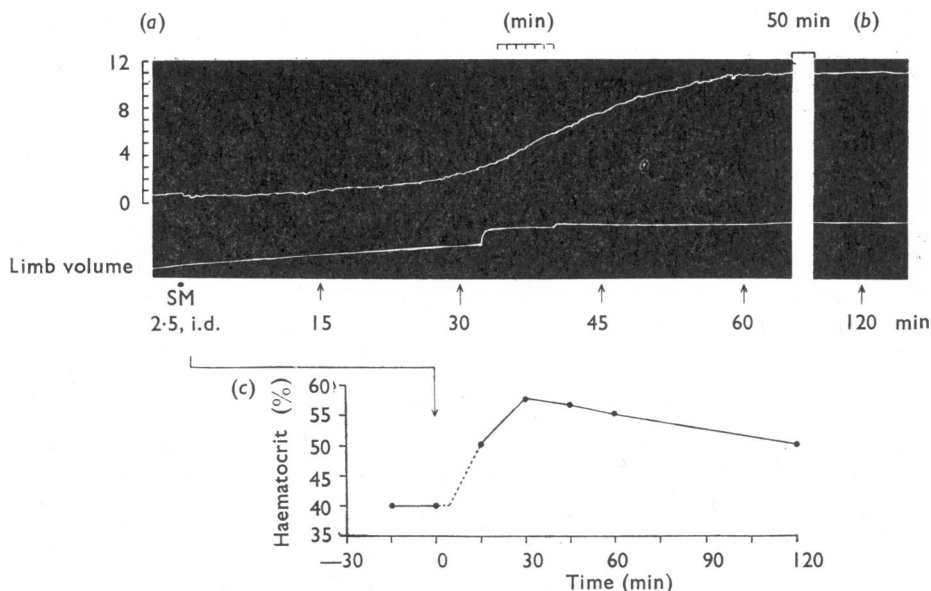 (a) (min) 50 min (b)
12
8
4
0
Limb volume
SM
2·5, i.d. 15 30 45 60 120 min
(c)
Haematocrit (%)
60
55
50
45
40
35
—30 0 30 60 90 120
Time (min)